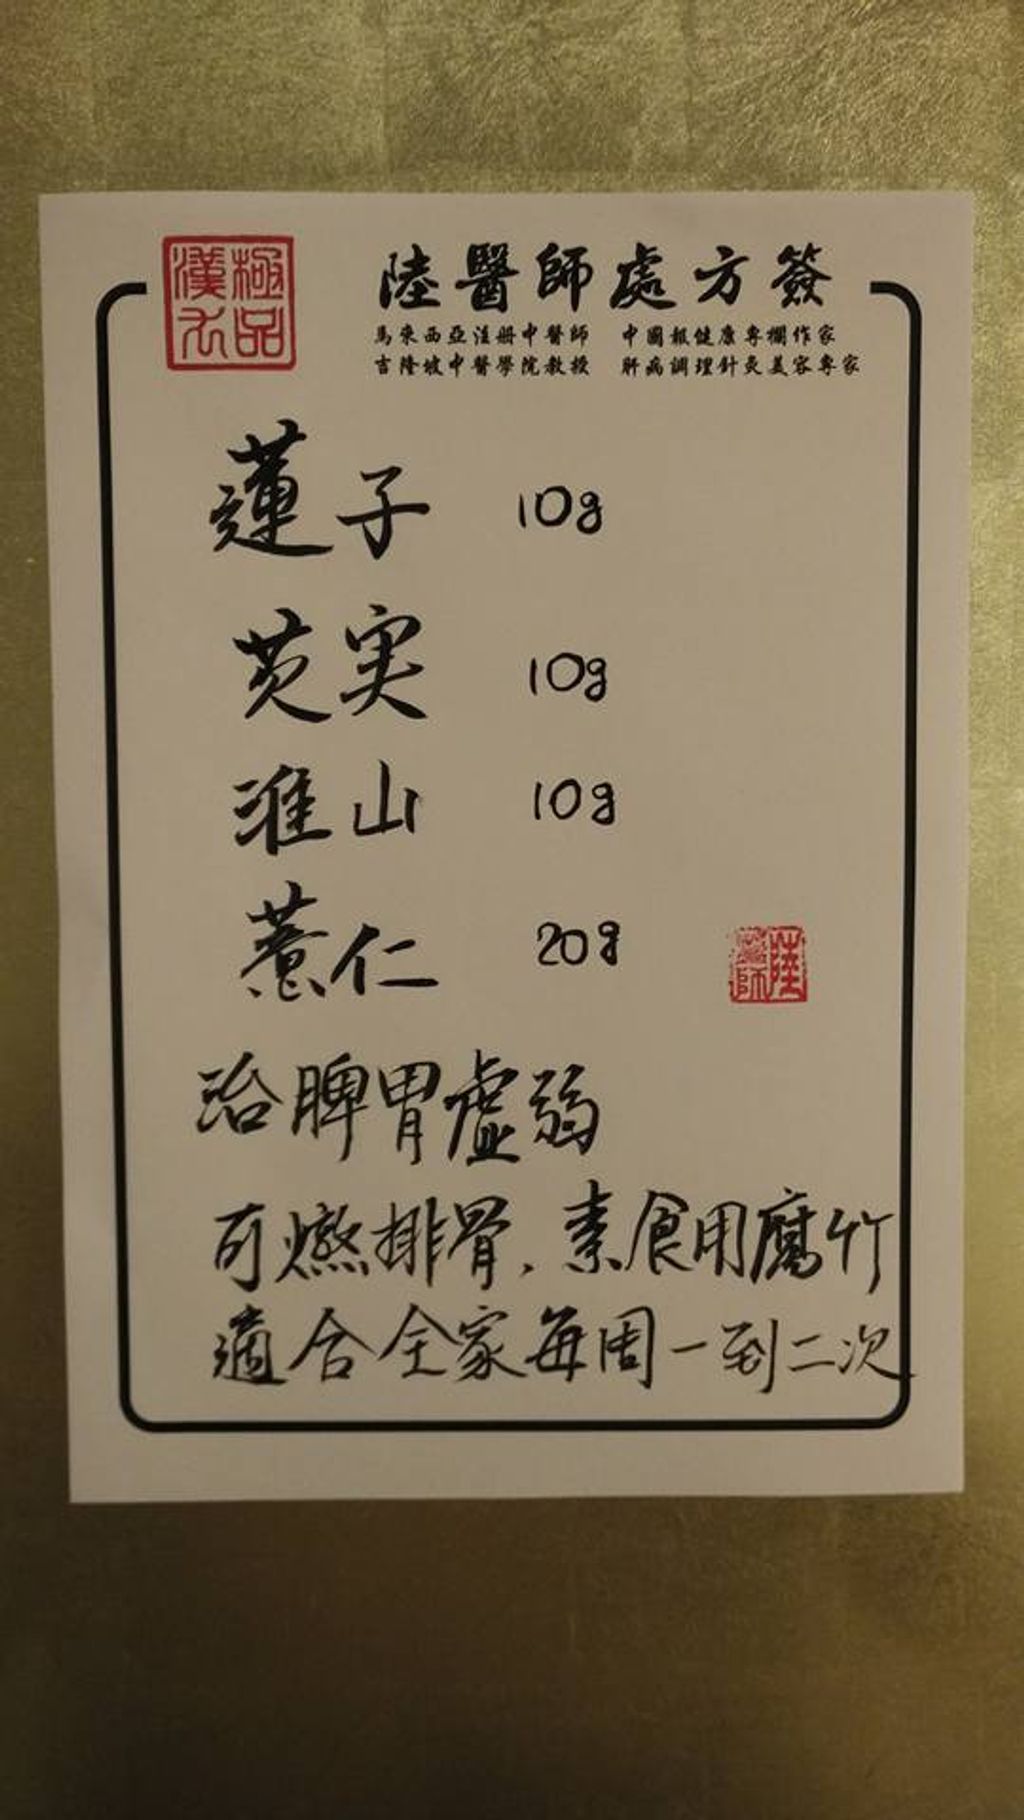 極品
漢方
陸醫師處方簽
馬來西亞注册中醫師 中國報健康專欄作家
吉隆坡中醫學院教授 肝病調理針灸美容專家
蓮子 10g
芡实 10g
淮山 10g
薏仁 20g
陸醫師
治脾胃虛弱
可燉排骨，素食用腐竹
適合全家每周一到二次